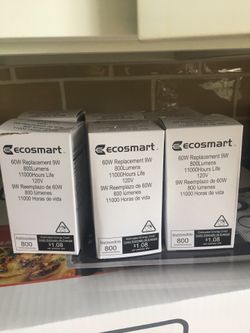 ECOSMART
60W Replacement 9W
800Lumens
11000Hours Life
120V
9W Reemplazo de 60W
800 lúmenes
11000 Horas de vida
800
$1.08
ECOSMART
60W Replacement 9W
800Lumens
11000Hours Life
120V
9W Reemplazo de 60W
800 lúmenes
11000 Horas de vida
800
$1.08
ECOSMART
60W Replacement 9W
800Lumens
11000Hours Life
120V
9W Reemplazo de 60W
800 lúmenes
11000 Horas de vida
800
$1.08